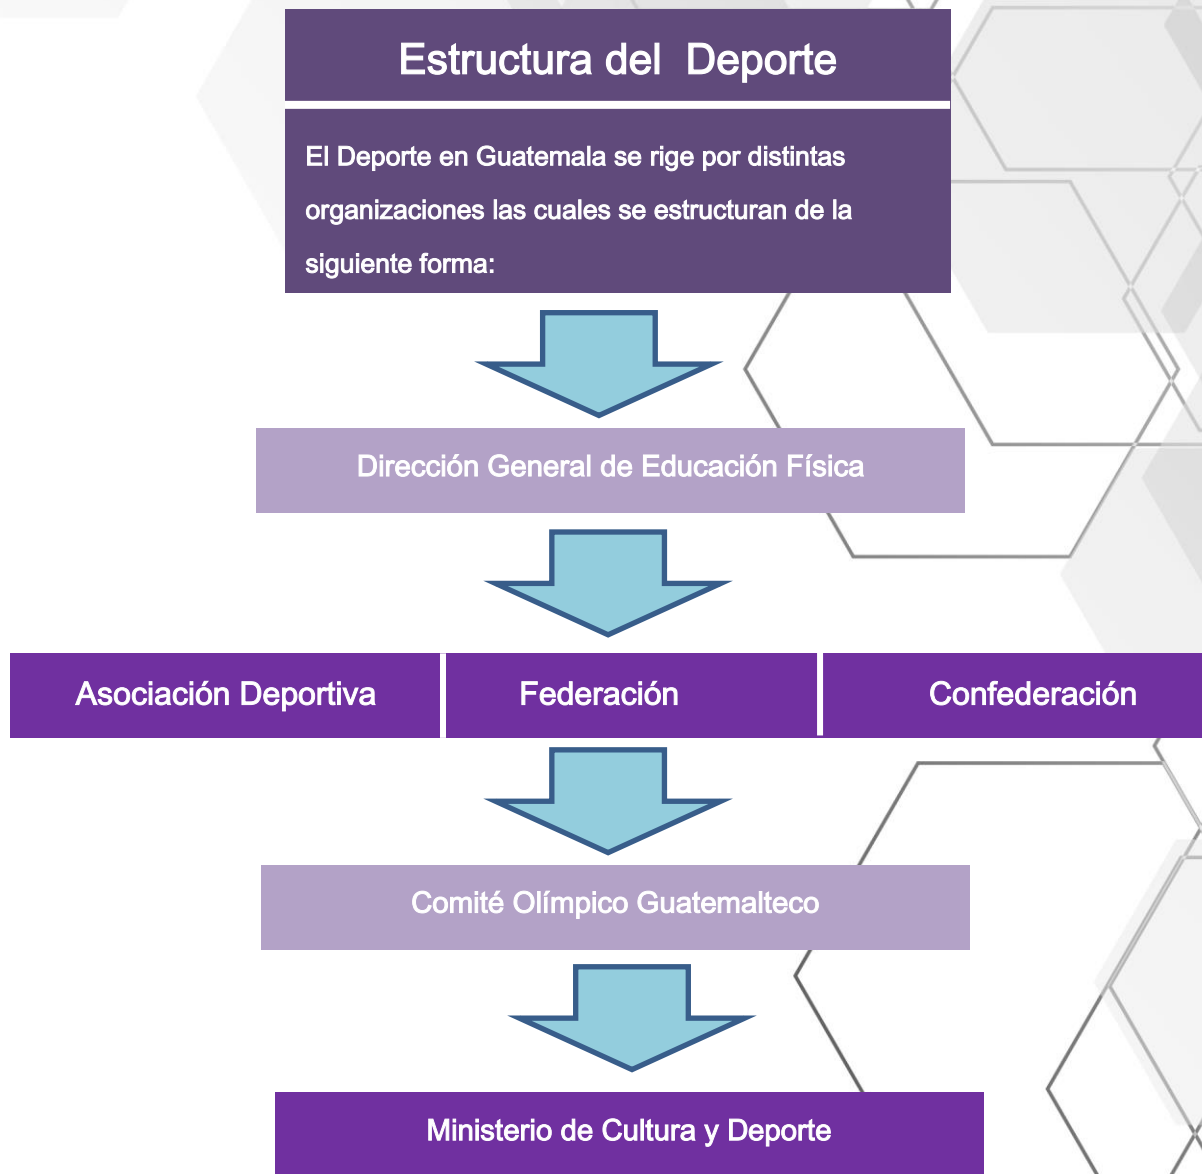 Estructura del Deporte
El Deporte en Guatemala se rige por distintas
organizaciones las cuales se estructuran de la
siguiente forma:
Dirección General de Educación Física
Asociación Deportiva
Federación
Confederación
Comité Olímpico Guatemalteco
Ministerio de Cultura y Deporte